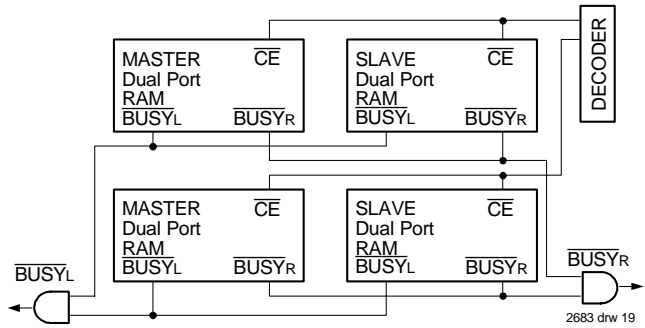 MASTER
Dual Port
RAM
CE
BUSYL
BUSYR
SLAVE
Dual Port
RAM
CE
BUSYL
BUSYR
DECODER
MASTER
Dual Port
RAM
CE
BUSYL
BUSYR
SLAVE
Dual Port
RAM
CE
BUSYL
BUSYR
BUSYL
BUSYR
2683 drw 19